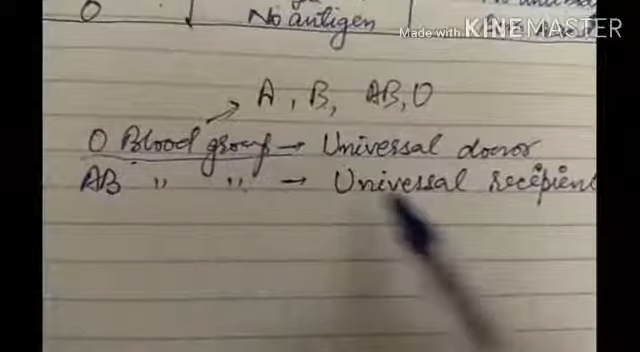 O No antigen
Made with KINEMASTER
A, B, AB, O
O Blood group → Universal donor
AB " " → Universal recipient